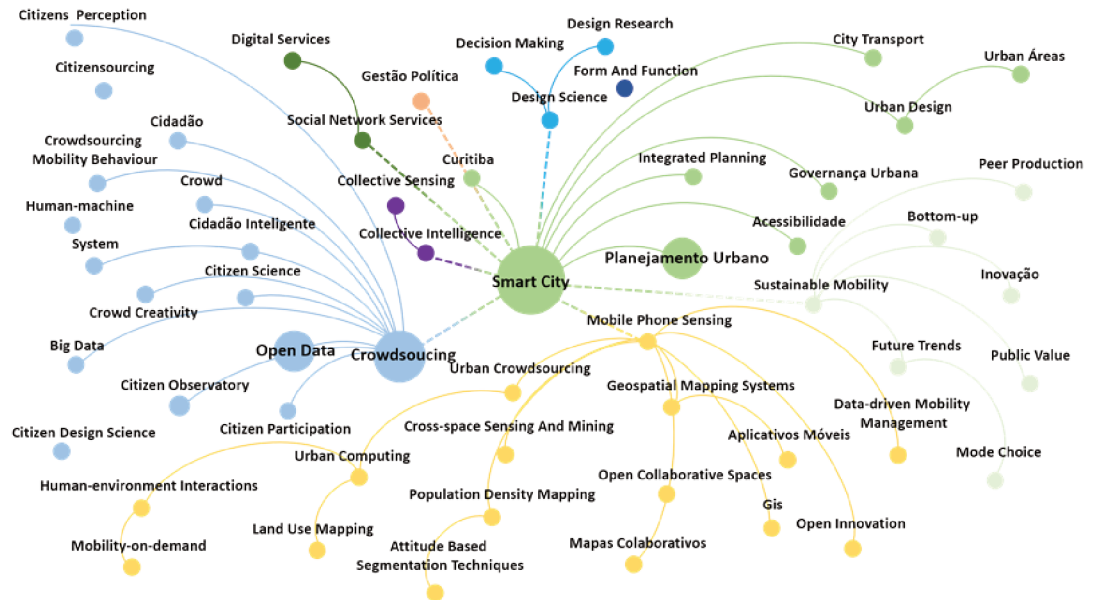 Citizens Perception
Citizensourcing
Digital Services
Gestão Política
Decision Making
Design Research
Form And Function
Design Science
City Transport
Urban Áreas
Urban Design
Cidadão
Crowdsourcing
Mobility Behaviour
Social Network Services
Curitiba
Integrated Planning
Governança Urbana
Peer Production
Crowd
Collective Sensing
Human-machine
System
Cidadão Inteligente
Collective Intelligence
Acessibilidade
Bottom-up
Citizen Science
Smart City
Planejamento Urbano
Sustainable Mobility
Inovação
Crowd Creativity
Mobile Phone Sensing
Big Data
Open Data
Crowdsoucing
Urban Crowdsourcing
Future Trends
Public Value
Citizen Observatory
Geospatial Mapping Systems
Data-driven Mobility
Management
Citizen Design Science
Citizen Participation
Cross-space Sensing And Mining
Aplicativos Móveis
Urban Computing
Mode Choice
Human-environment Interactions
Population Density Mapping
Open Collaborative Spaces
Gis
Land Use Mapping
Open Innovation
Mobility-on-demand
Attitude Based
Segmentation Techniques
Mapas Colaborativos